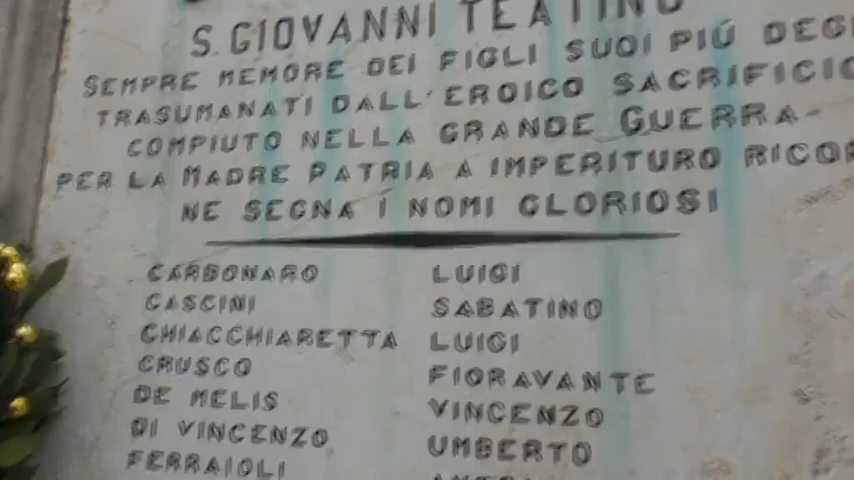 S. GIOVANNI TEATINO
SEMPRE MEMORE DEI FIGLI SUOI PIÚ DEG
TRASUMANATI DALL'EROICO SACRIFICIO
COMPIUTO NELLA GRANDE GUERRA-
PER LA MADRE PATRIA A IMPERITURO RICOR
NE SEGNA I NOMI GLORIOSI
CARBONARO LUIGI
CASCINI SABATINO
CHIACCHIARETTA LUIGI
CRUSCO FIORAVANTE
DE MELIS VINCENZO
DI VINCENZO UMBERTO
FERRAIOLI